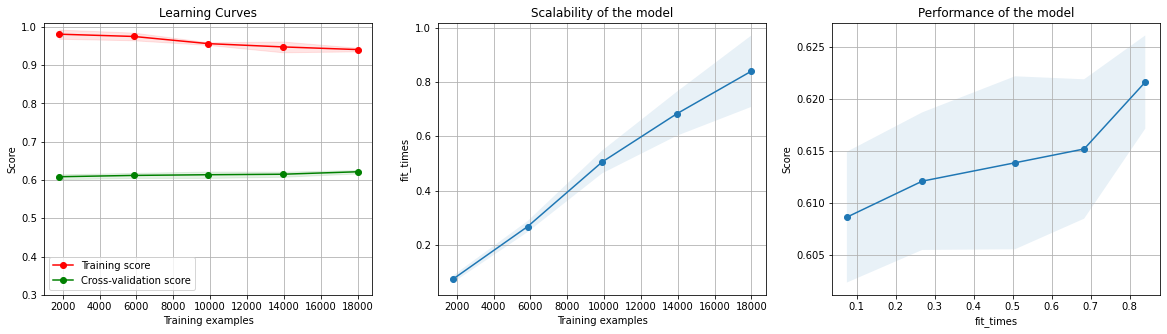 Learning Curves
Score
1.0
0.9
0.8
0.7
0.6
0.5
0.4
0.3
Training score
Cross-validation score
2000 4000 6000 8000 10000 12000 14000 16000 18000
Training examples
Scalability of the model
fit_times
1.0
0.8
0.6
0.4
0.2
2000 4000 6000 8000 10000 12000 14000 16000 18000
Training examples
Performance of the model
Score
0.625
0.620
0.615
0.610
0.605
0.1 0.2 0.3 0.4 0.5 0.6 0.7 0.8
fit_times